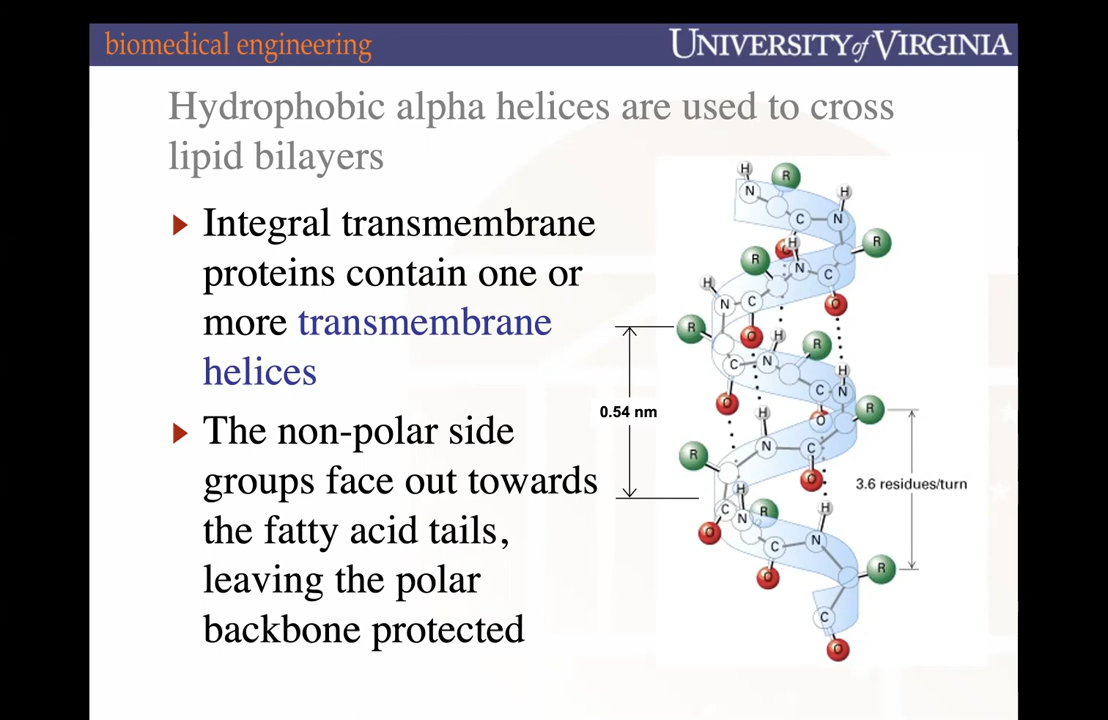 biomedical engineering
UNIVERSITY of VIRGINIA
Hydrophobic alpha helices are used to cross
lipid bilayers
Integral transmembrane
proteins contain one or
more transmembrane
helices
The non-polar side
groups face out towards
the fatty acid tails,
leaving the polar
backbone protected
H
R
N
H
C
N
O
H
R
R
N
C
H
N
C
O
R
O
H
R
C
N
H
O
C
N
0.54 nm
H
O
R
N
C
R
O
3.6 residues/turn
H
C
N
R
H
O
C
N
O
R
C
O